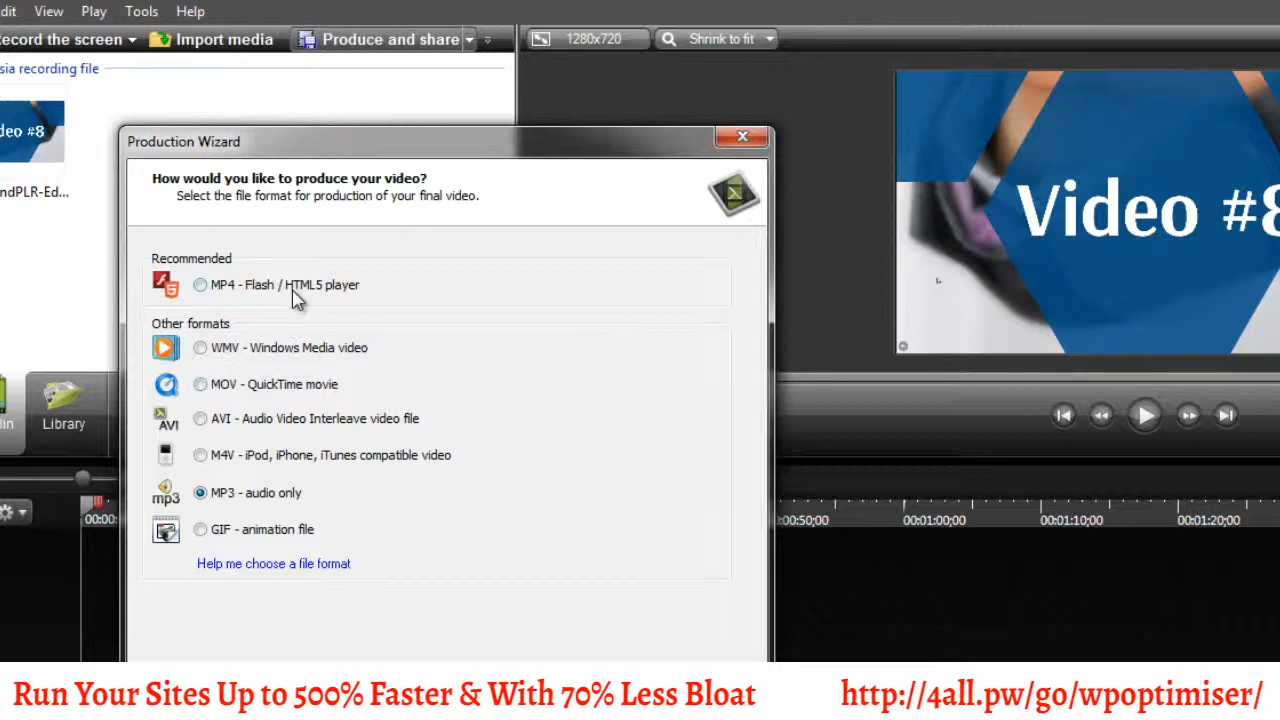 dit View Play Tools Help
ecord the screen Import media Produce and share 1280x720 Shrink to fit
sia recording file
deo #8
ndPLR-Ed...
Production Wizard
How would you like to produce your video?
Select the file format for production of your final video.
Video #8
Recommended
MP4 - Flash / HTML5 player
Other formats
WMV - Windows Media video
MOV - QuickTime movie
AVI AVI - Audio Video Interleave video file
in Library
M4V - iPod, iPhone, iTunes compatible video
mp3 MP3 - audio only
00:00: :00:50;00 00:01:00;00 00:01:10;00 00:01:20;00
GIF - animation file
Help me choose a file format
Run Your Sites Up to 500% Faster & With 70% Less Bloat http://4all.pw/go/wpoptimiser/